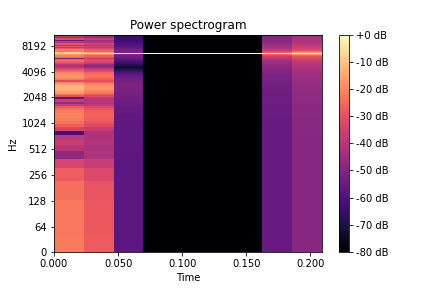 Power spectrogram
8192
4096
2048
1024
512
256
128
64
0
Hz
0.000 0.050 0.100 0.150 0.200
Time
+0 dB
-10 dB
-20 dB
-30 dB
-40 dB
-50 dB
-60 dB
-70 dB
-80 dB